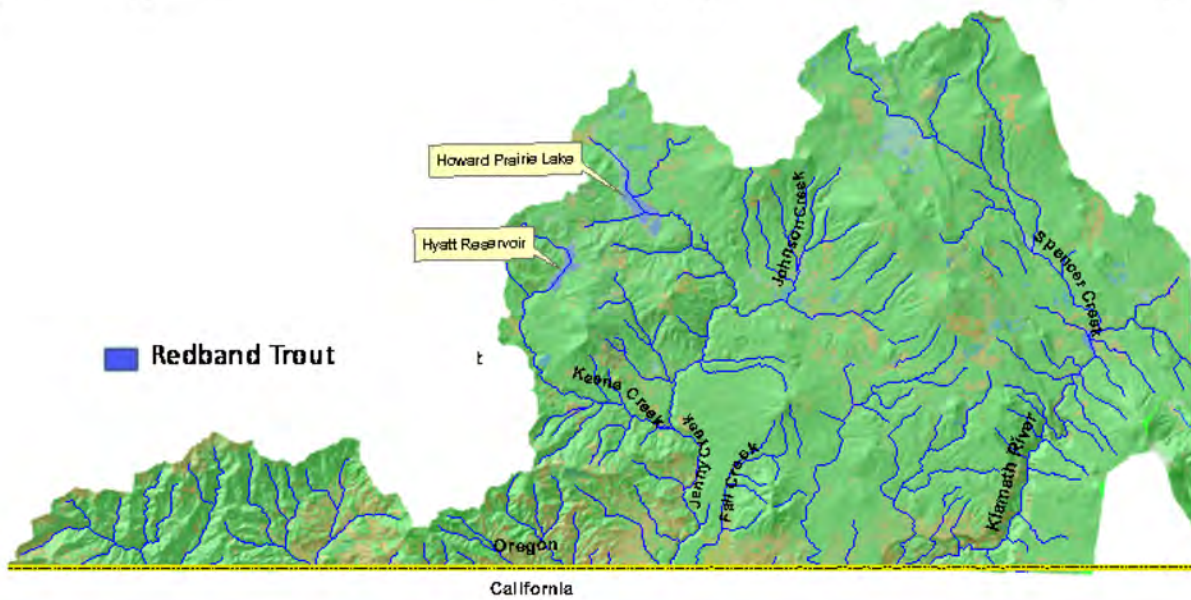 Howard Prairie Lake
Johnson Creek
Hyatt Reservoir
Spencer Creek
Redband Trout
t
Keene Creek
Jenny Creek
Fall Creek
Klamath River
Oregon
California